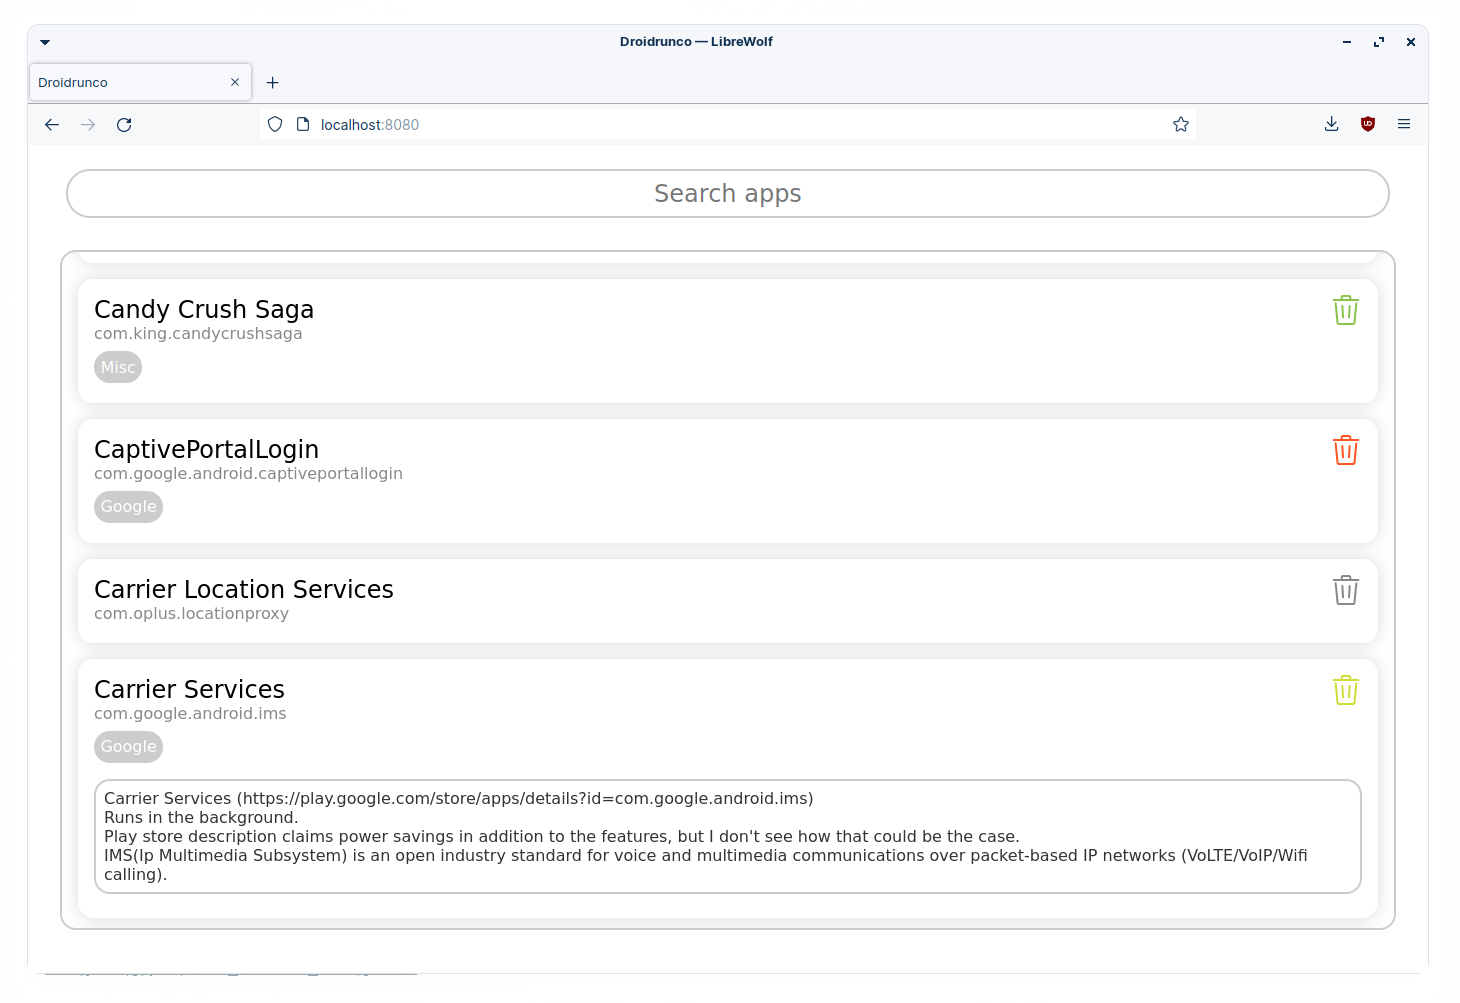 Droidrunco — LibreWolf
Droidrunco
localhost:8080
Search apps
Candy Crush Saga
com.king.candycrushsaga
Misc
CaptivePortalLogin
com.google.android.captiveportallogin
Google
Carrier Location Services
com.oplus.locationproxy
Carrier Services
com.google.android.ims
Google
Carrier Services (https://play.google.com/store/apps/details?id=com.google.android.ims)
Runs in the background.
Play store description claims power savings in addition to the features, but I don't see how that could be the case.
IMS(Ip Multimedia Subsystem) is an open industry standard for voice and multimedia communications over packet-based IP networks (VoLTE/VoIP/Wifi
calling).